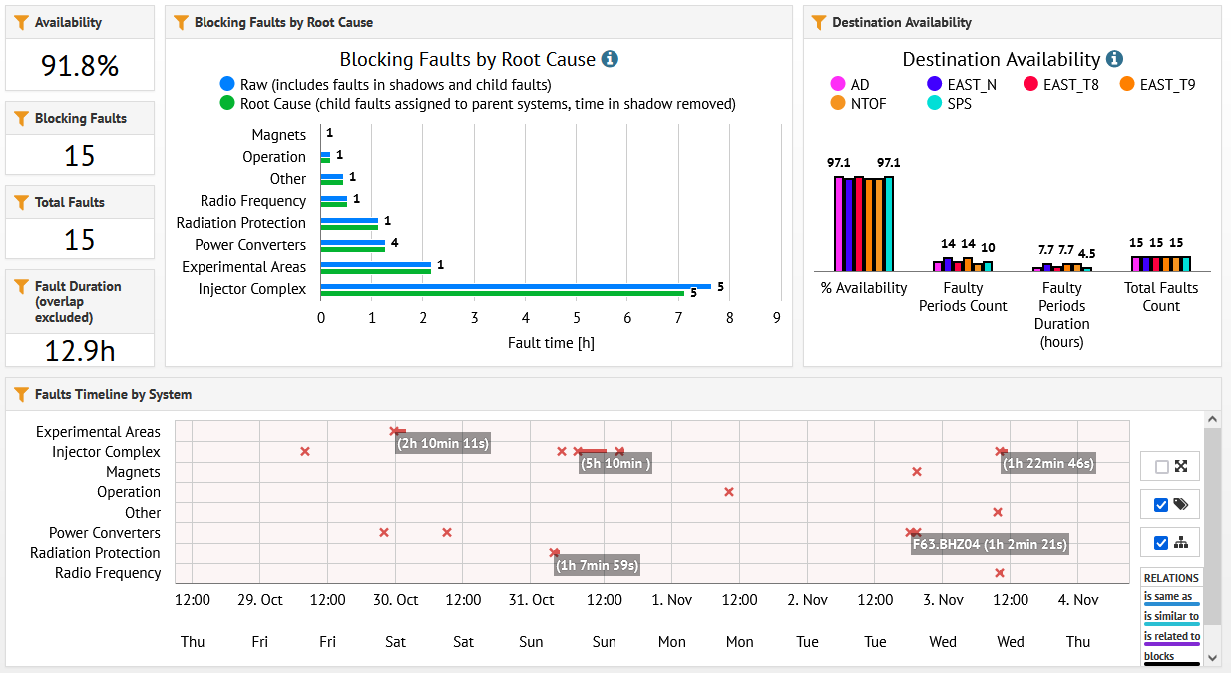 Availability
91.8%
Blocking Faults
15
Total Faults
15
Fault Duration
(overlap
excluded)
12.9h
Blocking Faults by Root Cause
Blocking Faults by Root Cause
Raw (includes faults in shadows and child faults)
Root Cause (child faults assigned to parent systems, time in shadow removed)
Magnets 1
Operation 1
Other 1
Radio Frequency 1
Radiation Protection 1
Power Converters 4
Experimental Areas 1
Injector Complex 5
5
0 1 2 3 4 5 6 7 8 9
Fault time [h]
Destination Availability
Destination Availability
AD EAST_N EAST_T8 EAST_T9
NTOF SPS
97.1 97.1
14 14 10
7.7 7.7 4.5
15 15 15
% Availability
Faulty
Periods Count
Faulty
Periods
Duration
(hours)
Total Faults
Count
Faults Timeline by System
Experimental Areas
(2h 10min 11s)
Injector Complex
(5h 10min )
(1h 22min 46s)
Magnets
Operation
Other
Power Converters
F63.BHZ04 (1h 2min 21s)
Radiation Protection
(1h 7min 59s)
Radio Frequency
12:00 29. Oct 12:00 30. Oct 12:00 31. Oct 12:00 1. Nov 12:00 2. Nov 12:00 3. Nov 12:00 4. Nov
Thu Fri Fri Sat Sat Sun Sun Mon Mon Tue Tue Wed Wed Thu
RELATIONS
is same as
is similar to
is related to
blocks